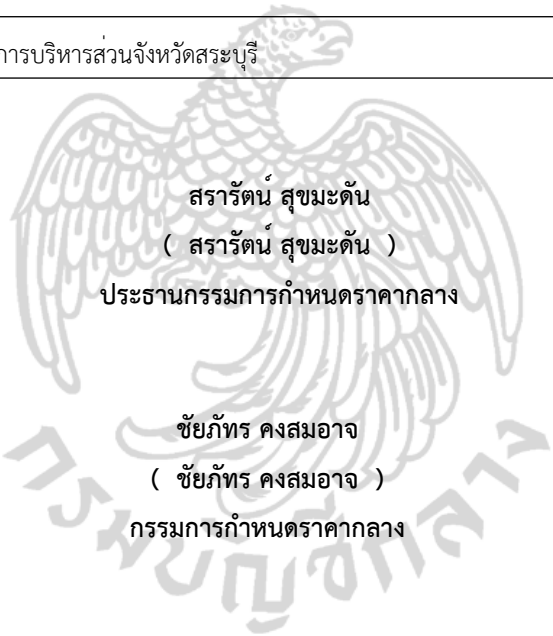 การบริหารส่วนจังหวัดสระบุรี
สรารัตน์ สุขมะดัน
( สรารัตน์ สุขมะดัน )
ประธานกรรมการกำหนดราคากลาง
ชัยภัทร คงสมอาจ
( ชัยภัทร คงสมอาจ )
กรรมการกำหนดราคากลาง
กรมบัญชีกลาง